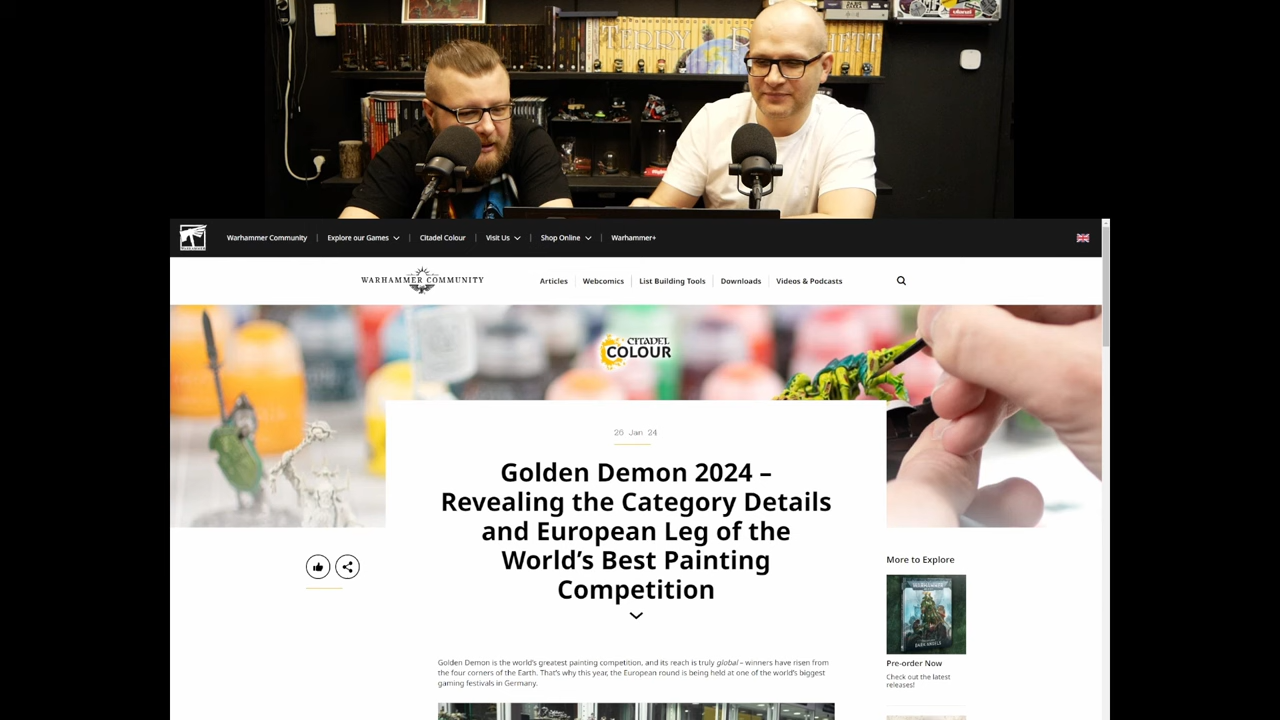 TERRY
Warhammer Community
Explore our Games
Citadel Colour
Visit Us
Shop Online
Warhammer+
WARHAMMER COMMUNITY
Articles
Webcomics
List Building Tools
Downloads
Videos & Podcasts
CITADEL
COLOUR
26 Jan 24
Golden Demon 2024 –
Revealing the Category Details
and European Leg of the
World's Best Painting
Competition
More to Explore
WARHAMMER
DARK ANGELS
Pre-order Now
Check out the latest
releases!
Golden Demon is the world's greatest painting competition, and its reach is truly global – winners have risen from
the four corners of the Earth. That's why this year, the European round is being held at one of the world's biggest
gaming festivals in Germany.